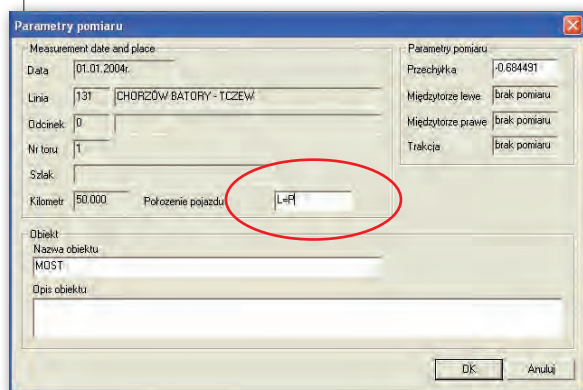 Parametry pomiaru
Measurement date and place
Data 01.01.2004r.
Linia 131 CHORZÓW BATORY - TCZEW
Odcinek 0
Nr toru 1
Szlak
Kilometr 50.000 Położenie pojazdu L=P
Parametry pomiaru
Przechyłka -0.684491
Międzytorze lewe brak pomiaru
Międzytorze prawe brak pomiaru
Trakcja brak pomiaru
Obiekt
Nazwa obiektu
MOST
Opis obiektu
OK Anuluj